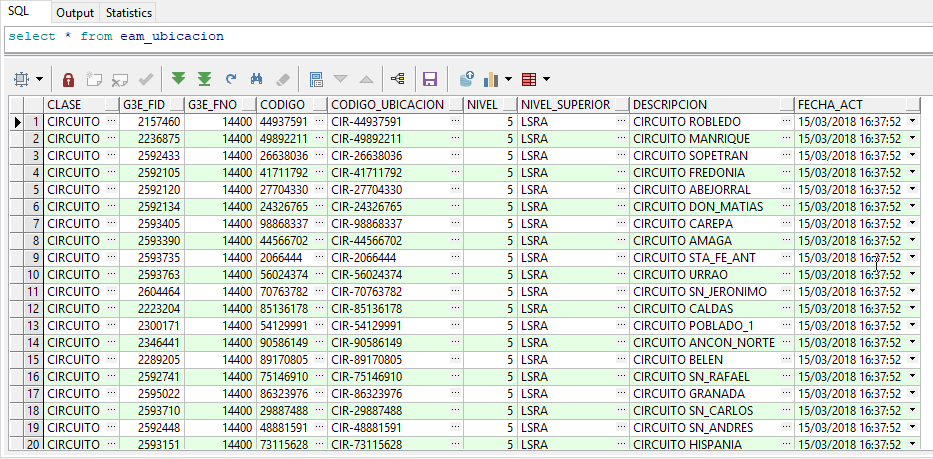 SQL Output Statistics
select * from eam_ubicacion
CLASE G3E_FID G3E_FNO CODIGO CODIGO_UBICACION NIVEL NIVEL_SUPERIOR DESCRIPCION FECHA_ACT
1 CIRCUITO 2157460 14400 44937591 CIR-44937591 5 LSRA CIRCUITO ROBLEDO 15/03/2018 16:37:52
2 CIRCUITO 2236875 14400 49892211 CIR-49892211 5 LSRA CIRCUITO MANRIQUE 15/03/2018 16:37:52
3 CIRCUITO 2592433 14400 26638036 CIR-26638036 5 LSRA CIRCUITO SOPETRAN 15/03/2018 16:37:52
4 CIRCUITO 2592105 14400 41711792 CIR-41711792 5 LSRA CIRCUITO FREDONIA 15/03/2018 16:37:52
5 CIRCUITO 2592120 14400 27704330 CIR-27704330 5 LSRA CIRCUITO ABEJORRAL 15/03/2018 16:37:52
6 CIRCUITO 2592134 14400 24326765 CIR-24326765 5 LSRA CIRCUITO DON_MATIAS 15/03/2018 16:37:52
7 CIRCUITO 2593405 14400 98868337 CIR-98868337 5 LSRA CIRCUITO CAREPA 15/03/2018 16:37:52
8 CIRCUITO 2593390 14400 44566702 CIR-44566702 5 LSRA CIRCUITO AMAGA 15/03/2018 16:37:52
9 CIRCUITO 2593735 14400 2066444 CIR-2066444 5 LSRA CIRCUITO STA_FE_ANT 15/03/2018 16:37:52
10 CIRCUITO 2593763 14400 56024374 CIR-56024374 5 LSRA CIRCUITO URRAO 15/03/2018 16:37:52
11 CIRCUITO 2604464 14400 70763782 CIR-70763782 5 LSRA CIRCUITO SN_JERONIMO 15/03/2018 16:37:52
12 CIRCUITO 2223204 14400 85136178 CIR-85136178 5 LSRA CIRCUITO CALDAS 15/03/2018 16:37:52
13 CIRCUITO 2300171 14400 54129991 CIR-54129991 5 LSRA CIRCUITO POBLADO_1 15/03/2018 16:37:52
14 CIRCUITO 2346441 14400 90586149 CIR-90586149 5 LSRA CIRCUITO ANCON_NORTE 15/03/2018 16:37:52
15 CIRCUITO 2289205 14400 89170805 CIR-89170805 5 LSRA CIRCUITO BELEN 15/03/2018 16:37:52
16 CIRCUITO 2592741 14400 75146910 CIR-75146910 5 LSRA CIRCUITO SN_RAFAEL 15/03/2018 16:37:52
17 CIRCUITO 2595022 14400 86323976 CIR-86323976 5 LSRA CIRCUITO GRANADA 15/03/2018 16:37:52
18 CIRCUITO 2593710 14400 29887488 CIR-29887488 5 LSRA CIRCUITO SN_CARLOS 15/03/2018 16:37:52
19 CIRCUITO 2592448 14400 48881591 CIR-48881591 5 LSRA CIRCUITO SN_ANDRES 15/03/2018 16:37:52
20 CIRCUITO 2593151 14400 73115628 CIR-73115628 5 LSRA CIRCUITO HISPANIA 15/03/2018 16:37:52